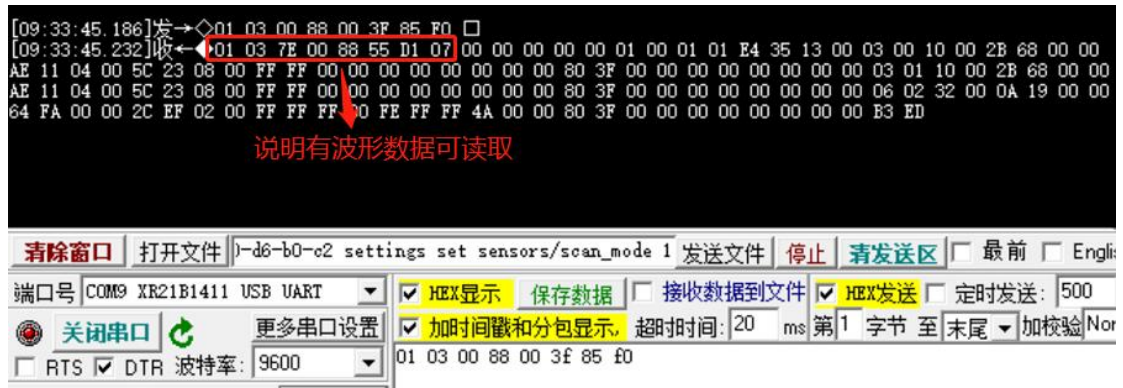 [09:33:45.186]发→◇01 03 00 88 00 3F 85 F0 □
[09:33:45.232]收←◆01 03 7E 00 88 55 D1 07 00 00 00 00 00 01 00 01 01 E4 35 13 00 03 00 10 00 2B 68 00 00
AE 11 04 00 5C 23 08 00 FF FF 00 00 00 00 00 00 00 00 00 80 3F 00 00 00 00 00 00 00 00 03 01 10 00 2B 68 00 00
AE 11 04 00 5C 23 08 00 FF FF 00 00 00 00 00 00 00 00 00 80 3F 00 00 00 00 00 00 00 00 06 02 32 00 0A 19 00 00
64 FA 00 00 2C EF 02 00 FF FF FF 00 FE FF FF 4A 00 00 80 3F 00 00 00 00 00 00 00 00 B3 ED
说明有波形数据可读取
清除窗口 打开文件 )-d6-b0-c2 settings set sensors/scan_mode 1 发送文件 停止 清发送区 最前 Englis
端口号 COM9 XR21B1411 USB UART HEX显示 保存数据 接收数据到文件 HEX发送 定时发送: 500
关闭串口 更多串口设置 加时间戳和分包显示, 超时时间: 20 ms 第1 字节 至 末尾 加校验 Non
RTS DTR 波特率: 9600 01 03 00 88 00 3f 85 f0